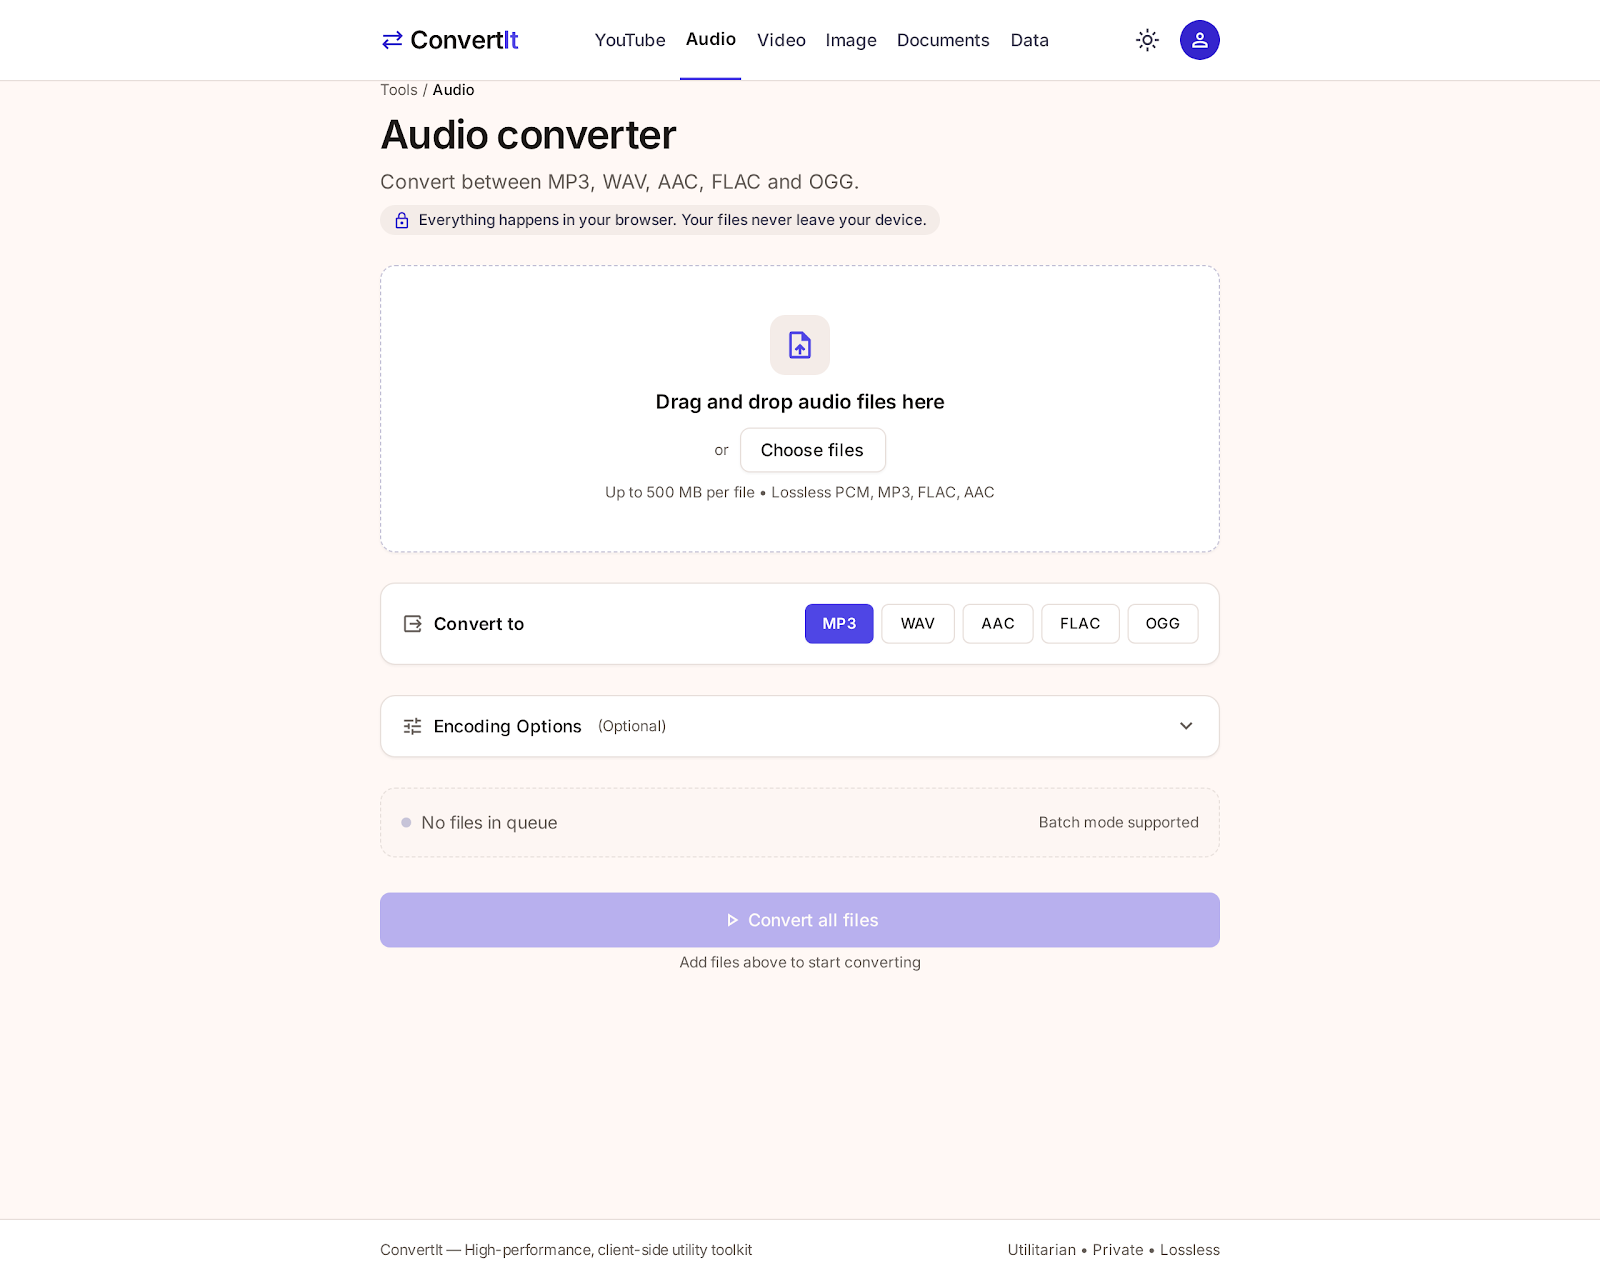 ConvertIt
YouTube Audio Video Image Documents Data
Tools / Audio
Audio converter
Convert between MP3, WAV, AAC, FLAC and OGG.
Everything happens in your browser. Your files never leave your device.
Drag and drop audio files here
or Choose files
Up to 500 MB per file • Lossless PCM, MP3, FLAC, AAC
Convert to MP3 WAV AAC FLAC OGG
Encoding Options (Optional)
No files in queue Batch mode supported
Convert all files
Add files above to start converting
ConvertIt — High-performance, client-side utility toolkit Utilitarian • Private • Lossless